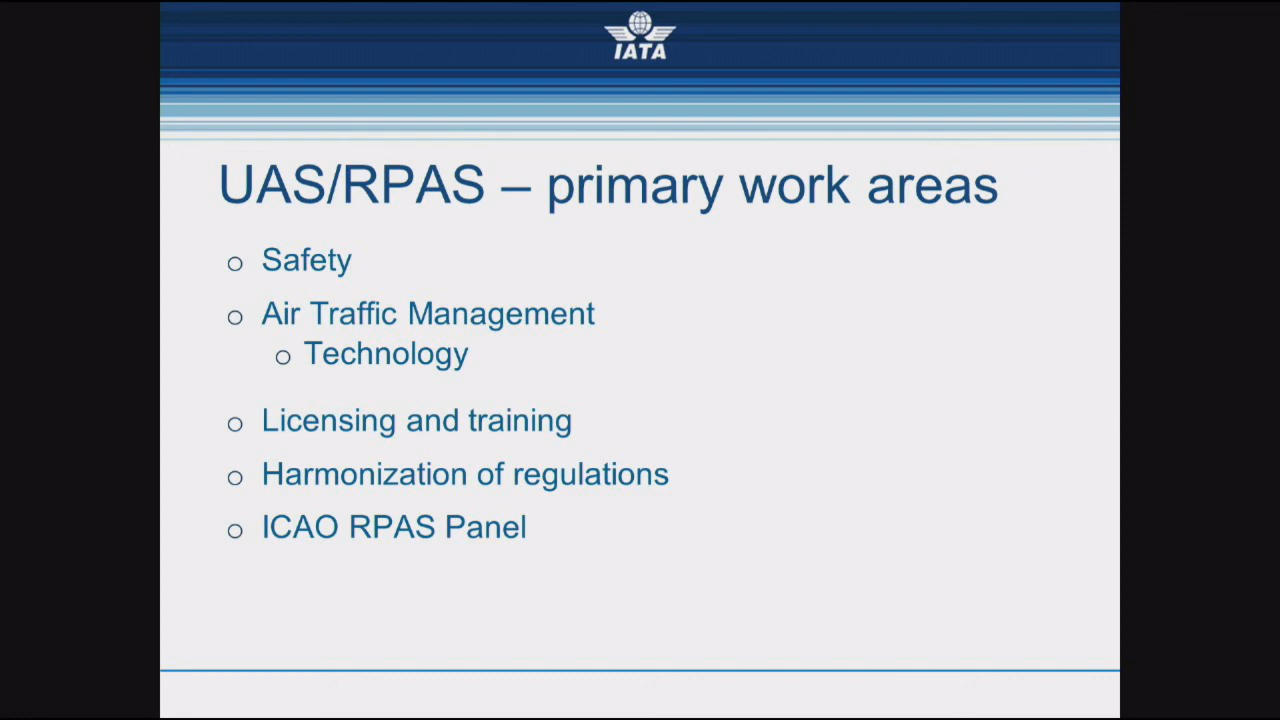 IATA
UAS/RPAS – primary work areas
o Safety
o Air Traffic Management
o Technology
o Licensing and training
o Harmonization of regulations
o ICAO RPAS Panel